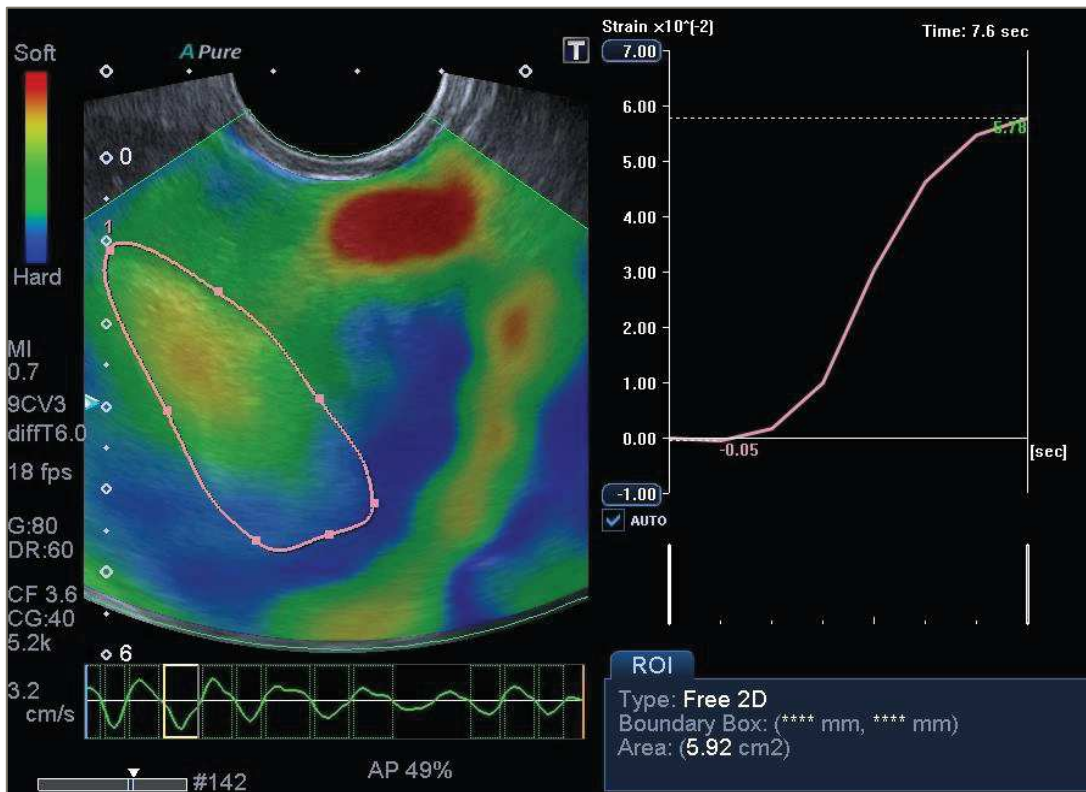 Soft
Hard
APure
T
0
1
6
MI
0.7
9CV3
diffT6.0
18 fps
G:80
DR:60
CF 3.6
CG:40
5.2k
3.2
cm/s
#142
AP 49%
Strain ×10^[-2]
Time: 7.6 sec
7.00
6.00
5.78
5.00
4.00
3.00
2.00
1.00
0.00
-0.05
[sec]
-1.00
AUTO
ROI
Type: Free 2D
Boundary Box: (**** mm, **** mm)
Area: (5.92 cm2)